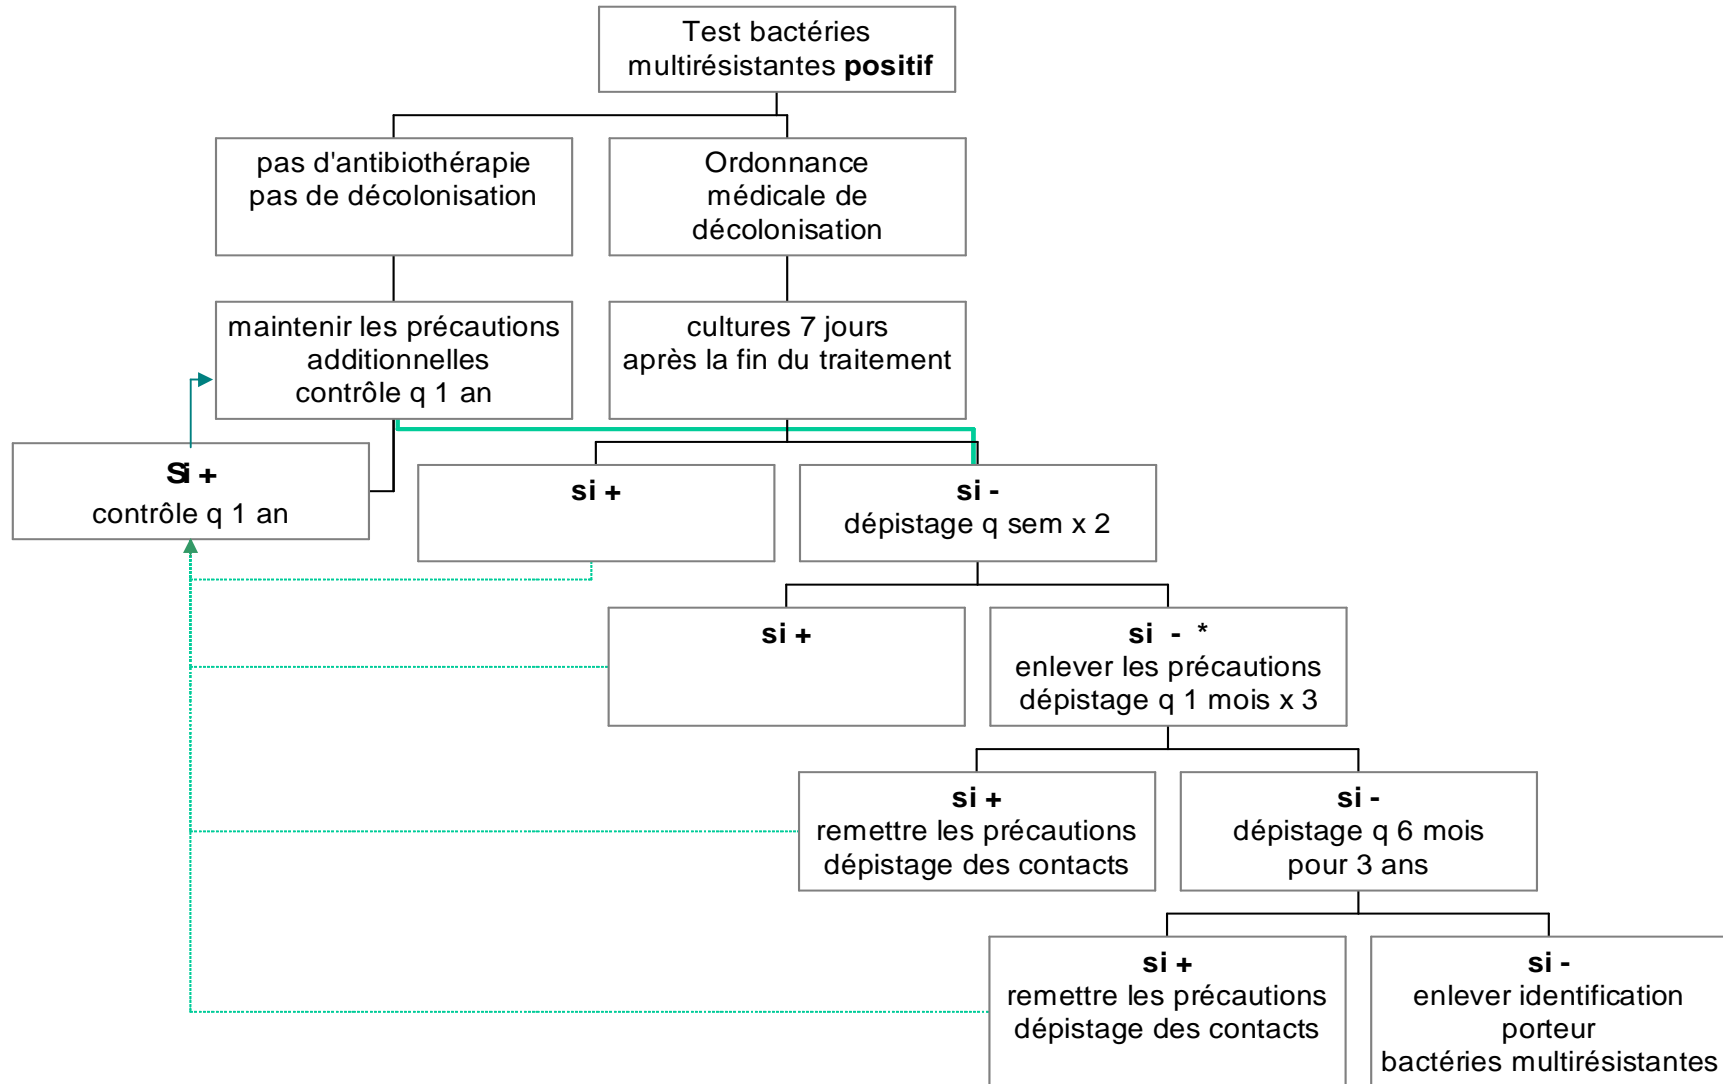 Test bactéries
multirésistantes positif
pas d'antibiothérapie
pas de décolonisation
Ordonnance
médicale de
décolonisation
maintenir les précautions
additionnelles
contrôle q 1 an
cultures 7 jours
après la fin du traitement
Si +
contrôle q 1 an
si +
si -
dépistage q sem x 2
si +
si - *
enlever les précautions
dépistage q 1 mois x 3
si +
remettre les précautions
dépistage des contacts
si -
dépistage q 6 mois
pour 3 ans
si +
remettre les précautions
dépistage des contacts
si -
enlever identification
porteur
bactéries multirésistantes